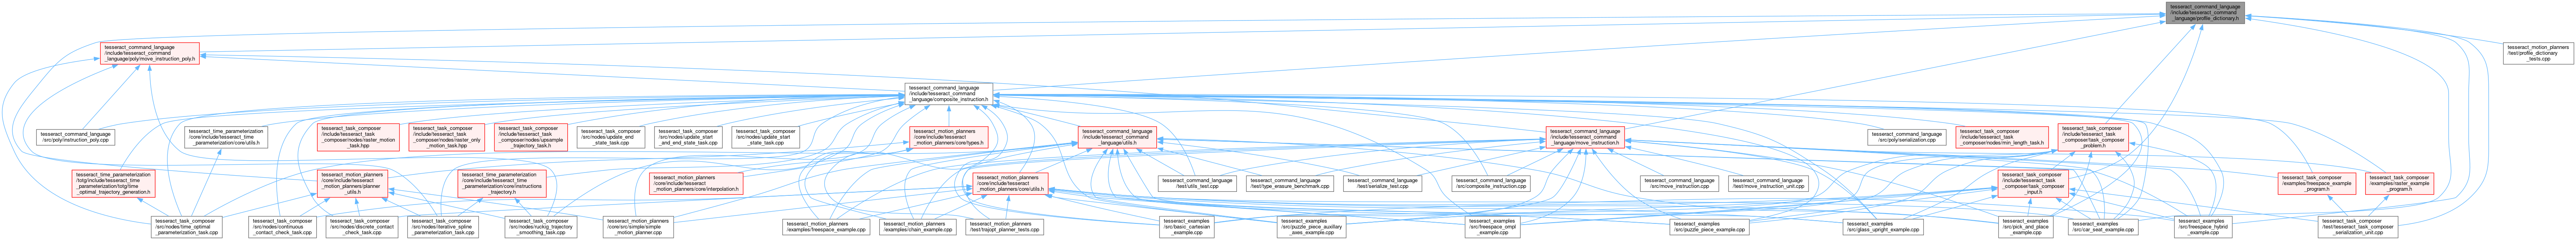 tesseract_command_language
/include/tesseract_command
_language/profile_dictionary.h
tesseract_command_language
/include/tesseract_command
_language/poly/move_instruction_poly.h
tesseract_motion_planners
/test/profile_dictionary
_tests.cpp
tesseract_command_language
/include/tesseract_command
_language/composite_instruction.h
tesseract_command_language
/src/poly/instruction_poly.cpp
tesseract_time_parameterization
/core/include/tesseract_time
_parameterization/core/utils.h
tesseract_task_composer
/include/tesseract_task
_composer/nodes/raster_motion
_task.hpp
tesseract_task_composer
/include/tesseract_task
_composer/nodes/raster_only
_motion_task.hpp
tesseract_task_composer
/include/tesseract_task
_composer/nodes/upsample
_trajectory_task.h
tesseract_task_composer
/src/nodes/update_end
_state_task.cpp
tesseract_task_composer
/src/nodes/update_start
_and_end_state_task.cpp
tesseract_task_composer
/src/nodes/update_start
_state_task.cpp
tesseract_motion_planners
/core/include/tesseract
_motion_planners/core/types.h
tesseract_command_language
/include/tesseract_command
_language/utils.h
tesseract_command_language
/include/tesseract_command
_language/move_instruction.h
tesseract_command_language
/src/poly/serialization.cpp
tesseract_task_composer
/include/tesseract_task
_composer/nodes/min_length_task.h
tesseract_task_composer
/include/tesseract_task
_composer/task_composer
_problem.h
tesseract_time_parameterization
/totg/include/tesseract_time
_parameterization/totg/time
_optimal_trajectory_generation.h
tesseract_motion_planners
/core/include/tesseract
_motion_planners/planner
_utils.h
tesseract_time_parameterization
/core/include/tesseract_time
_parameterization/core/instructions
_trajectory.h
tesseract_motion_planners
/core/include/tesseract
_motion_planners/core/interpolation.h
tesseract_motion_planners
/core/include/tesseract
_motion_planners/core/utils.h
tesseract_command_language
/test/utils_test.cpp
tesseract_command_language
/test/type_erasure_benchmark.cpp
tesseract_command_language
/test/serialize_test.cpp
tesseract_command_language
/src/composite_instruction.cpp
tesseract_command_language
/src/move_instruction.cpp
tesseract_command_language
/test/move_instruction_unit.cpp
tesseract_task_composer
/include/tesseract_task
_composer/task_composer
_input.h
tesseract_task_composer
/examples/freespace_example
_program.h
tesseract_task_composer
/examples/raster_example
_program.h
tesseract_task_composer
/src/nodes/time_optimal
_parameterization_task.cpp
tesseract_task_composer
/src/nodes/continuous
_contact_check_task.cpp
tesseract_task_composer
/src/nodes/discrete_contact
_check_task.cpp
tesseract_task_composer
/src/nodes/iterative_spline
_parameterization_task.cpp
tesseract_task_composer
/src/nodes/ruckig_trajectory
_smoothing_task.cpp
tesseract_motion_planners
/core/src/simple/simple
_motion_planner.cpp
tesseract_motion_planners
/examples/freespace_example.cpp
tesseract_motion_planners
/examples/chain_example.cpp
tesseract_motion_planners
/test/trajopt_planner_tests.cpp
tesseract_examples
/src/basic_cartesian
_example.cpp
tesseract_examples
/src/puzzle_piece_auxillary
_axes_example.cpp
tesseract_examples
/src/freespace_ompl
_example.cpp
tesseract_examples
/src/puzzle_piece_example.cpp
tesseract_examples
/src/glass_upright_example.cpp
tesseract_examples
/src/pick_and_place
_example.cpp
tesseract_examples
/src/car_seat_example.cpp
tesseract_examples
/src/freespace_hybrid
_example.cpp
tesseract_task_composer
/test/tesseract_task_composer
_serialization_unit.cpp